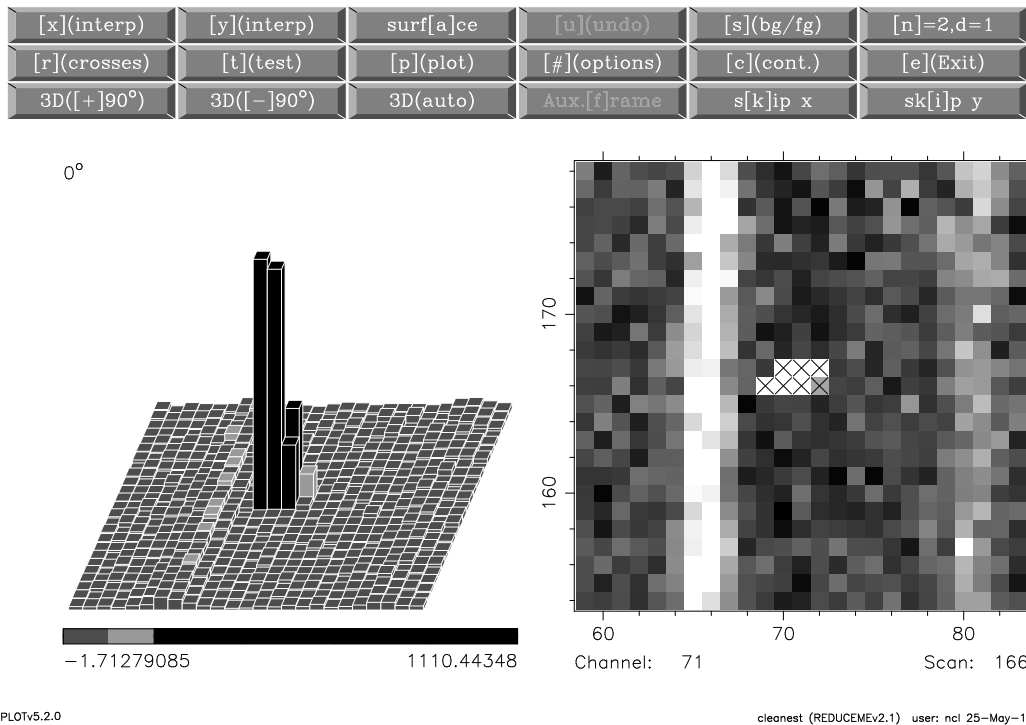 [x](interp) [y](interp) surf[a]ce [u](undo) [s](bg/fg) [n]=2,d=1
[r](crosses) [t](test) [p](plot) [#](options) [c](cont.) [e](Exit)
3D([+]90°) 3D([−]90°) 3D(auto) Aux.[f]rame s[k]ip x sk[i]p y
0°
170
160
60 70 80
−1.71279085 1110.44348
Channel: 71 Scan: 166
PLOTv5.2.0 cleanest (REDUCEMEv2.1) user: ncl 25-May-1